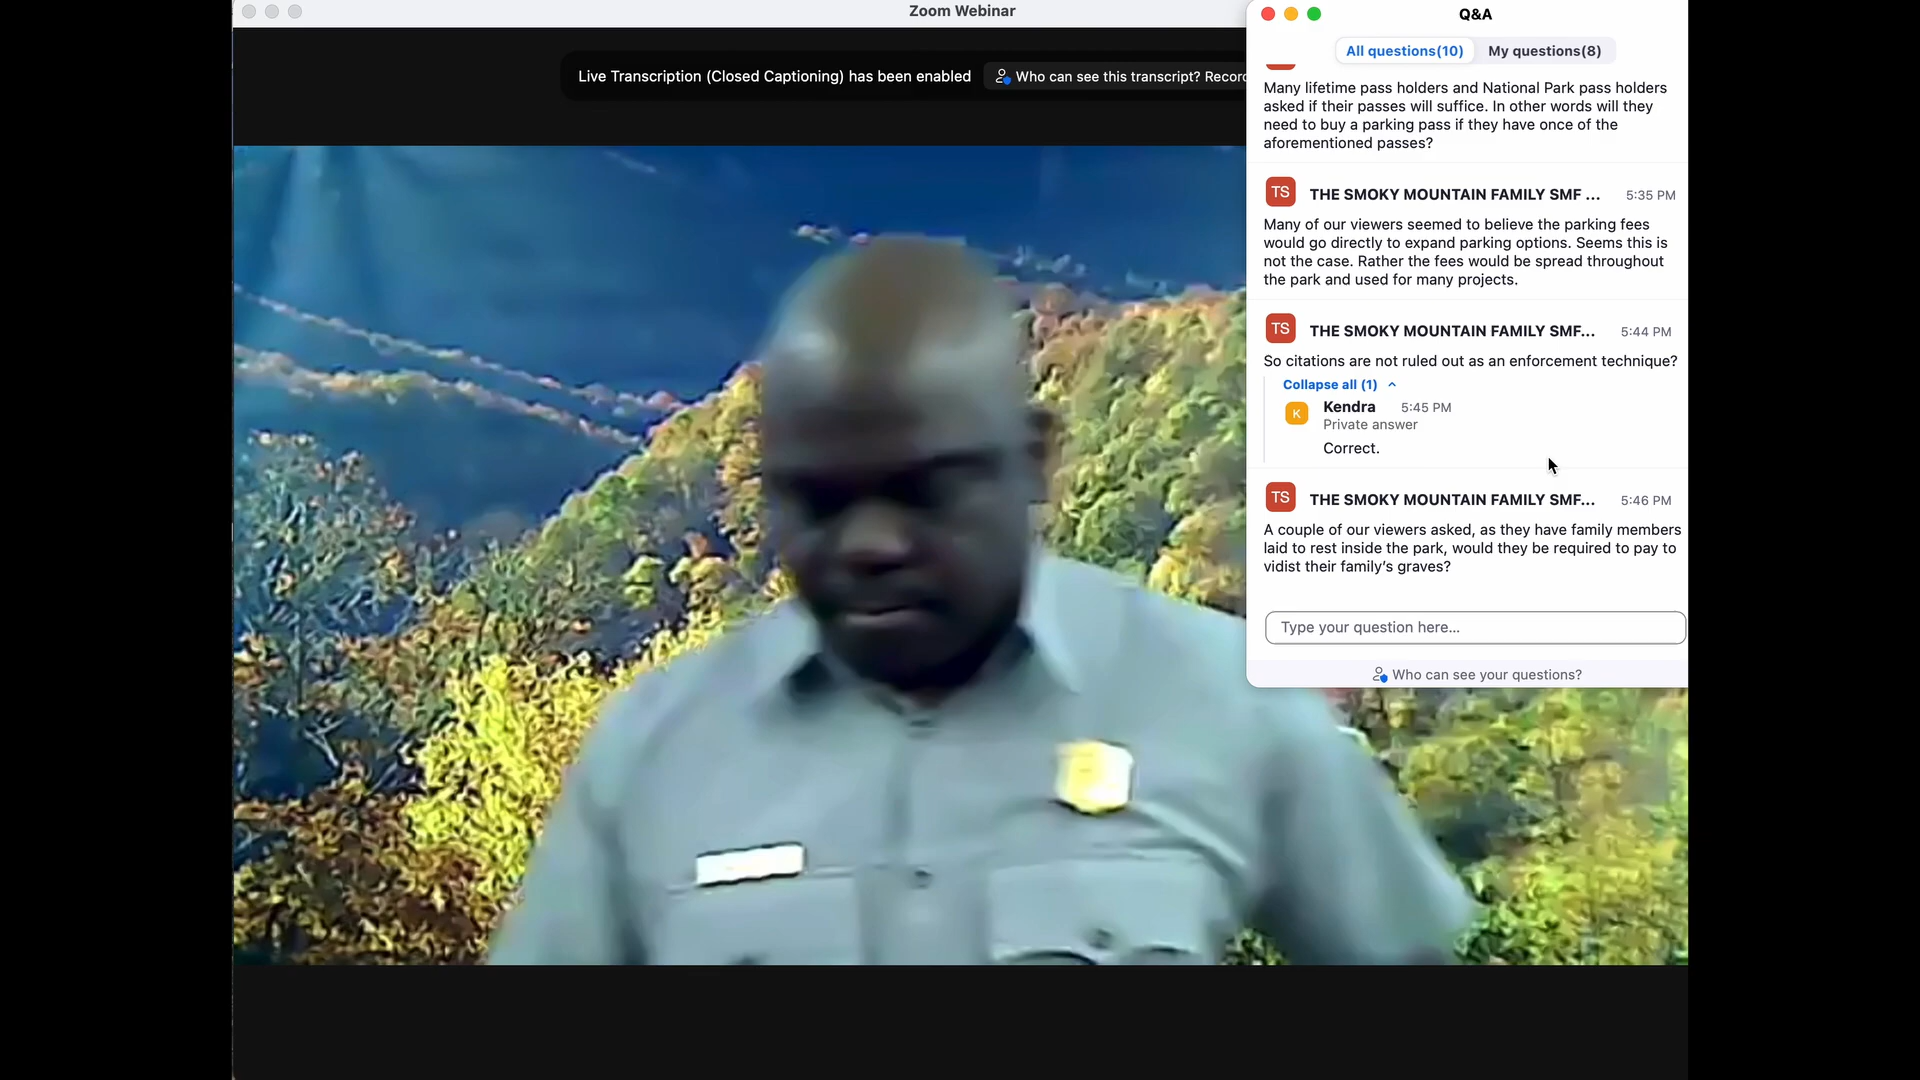 Zoom Webinar
Live Transcription (Closed Captioning) has been enabled
Who can see this transcript? Recor
Q&A
All questions(10)
My questions(8)
Many lifetime pass holders and National Park pass holders
asked if their passes will suffice. In other words will they
need to buy a parking pass if they have once of the
aforementioned passes?
TS
THE SMOKY MOUNTAIN FAMILY SMF ...
5:35 PM
Many of our viewers seemed to believe the parking fees
would go directly to expand parking options. Seems this is
not the case. Rather the fees would be spread throughout
the park and used for many projects.
TS
THE SMOKY MOUNTAIN FAMILY SMF...
5:44 PM
So citations are not ruled out as an enforcement technique?
Collapse all (1)
K
Kendra
5:45 PM
Private answer
Correct.
TS
THE SMOKY MOUNTAIN FAMILY SMF...
5:46 PM
A couple of our viewers asked, as they have family members
laid to rest inside the park, would they be required to pay to
vidist their family's graves?
Type your question here...
Who can see your questions?